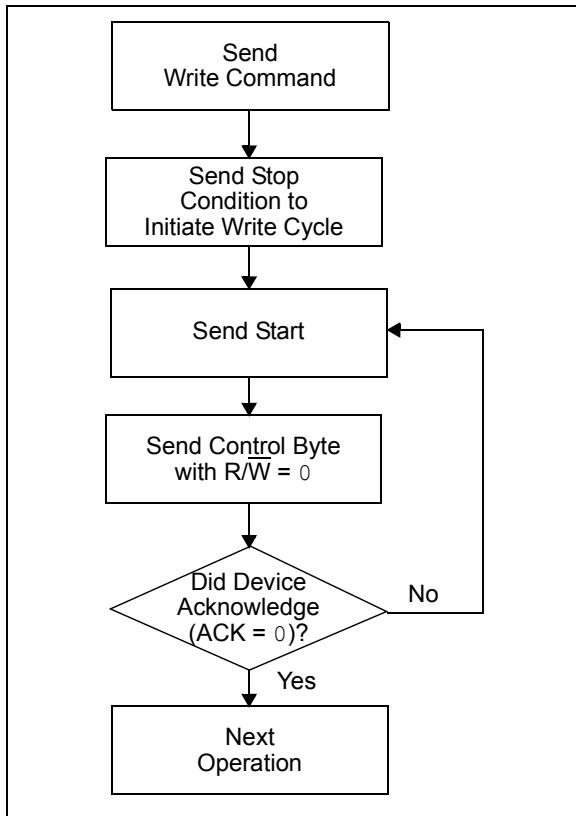 Send
Write Command
Send Stop
Condition to
Initiate Write Cycle
Send Start
Send Control Byte
with R/W̅ = 0
Did Device
Acknowledge
(ACK = 0)?
No
Yes
Next
Operation